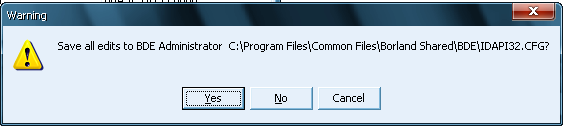 Warning
Save all edits to BDE Administrator  C:\Program Files\Common Files\Borland Shared\BDE\IDAPI32.CFG?
Yes
No
Cancel